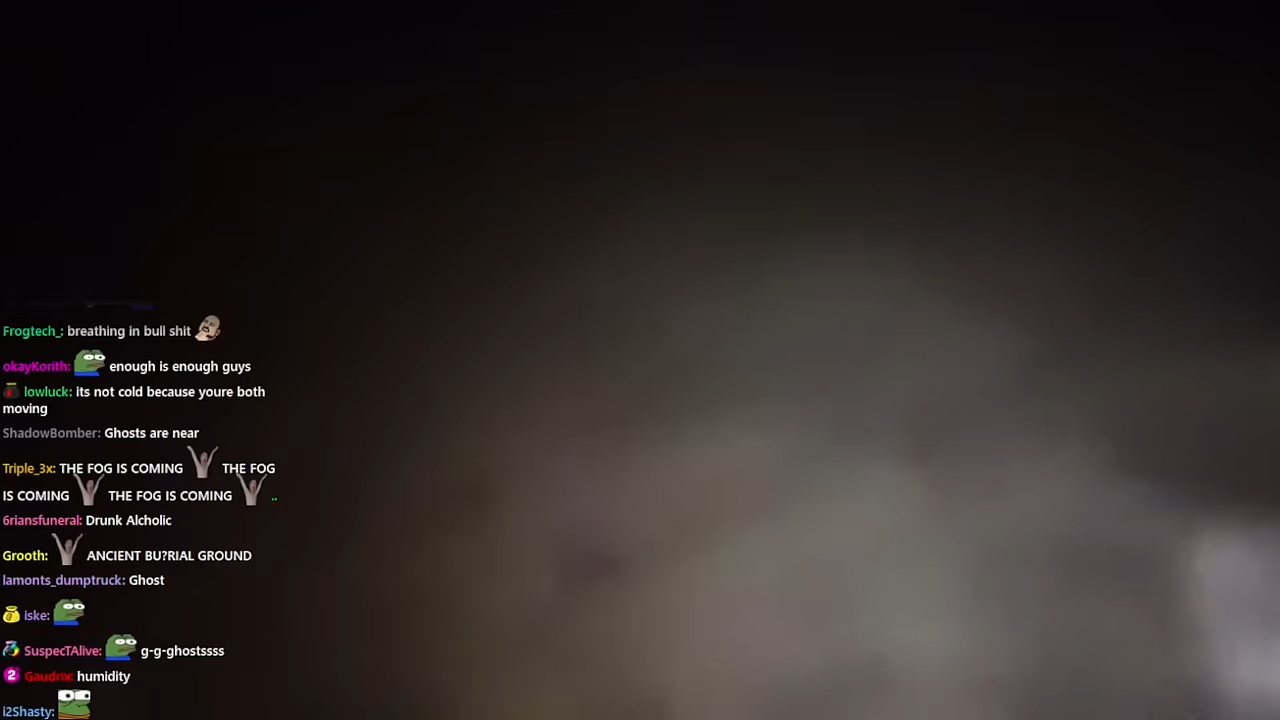 Frogtech_: breathing in bull shit
okayKorith: enough is enough guys
lowluck: its not cold because youre both
moving
ShadowBomber: Ghosts are near
Triple_3x: THE FOG IS COMING THE FOG
IS COMING THE FOG IS COMING ..
6riansfuneral: Drunk Alcholic
Grooth: ANCIENT BU?RIAL GROUND
lamonts_dumptruck: Ghost
iske:
SuspecTAlive: g-g-ghostssss
2 Gaudrix: humidity
i2Shasty: